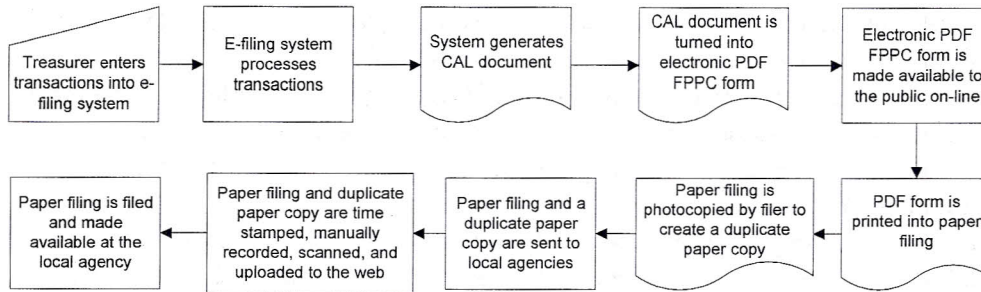 Treasurer enters
transactions into e-
filing system
E-filing system
processes
transactions
System generates
CAL document
CAL document is
turned into
electronic PDF
FPPC form
Electronic PDF
FPPC form is
made available to
the public on-line
PDF form is
printed into paper
filing
Paper filing is
photocopied by filer to
create a duplicate
paper copy
Paper filing and a
duplicate paper
copy are sent to
local agencies
Paper filing and duplicate
paper copy are time
stamped, manually
recorded, scanned, and
uploaded to the web
Paper filing is filed
and made
available at the
local agency